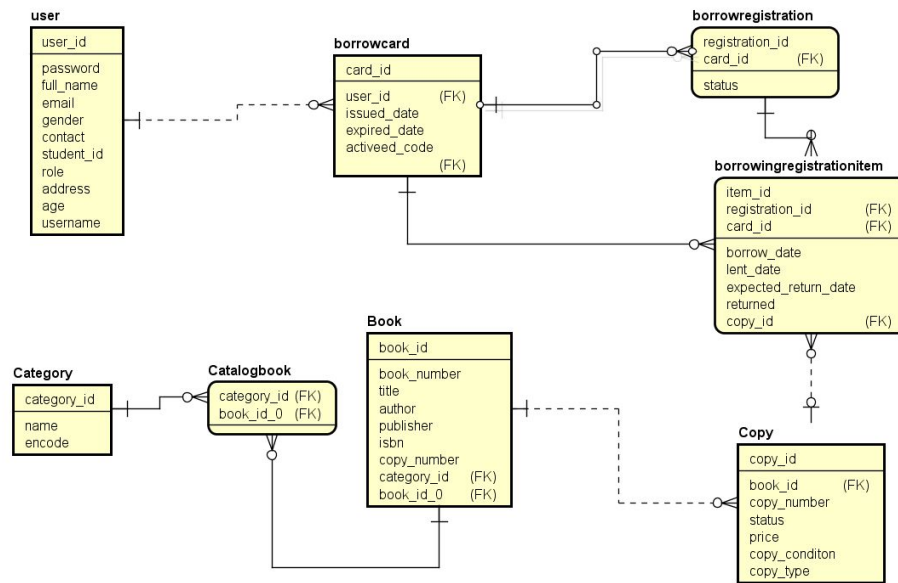 user
user_id
password
full_name
email
gender
contact
student_id
role
address
age
username
borrowcard
card_id
user_id (FK)
issued_date
expired_date
activeed_code
(FK)
borrowregistration
registration_id
card_id (FK)
status
borrowingregistrationitem
item_id
registration_id (FK)
card_id (FK)
borrow_date
lent_date
expected_return_date
returned
copy_id (FK)
Category
category_id
name
encode
Catalogbook
category_id (FK)
book_id_0 (FK)
Book
book_id
book_number
title
author
publisher
isbn
copy_number
category_id (FK)
book_id_0 (FK)
Copy
copy_id
book_id (FK)
copy_number
status
price
copy_conditon
copy_type